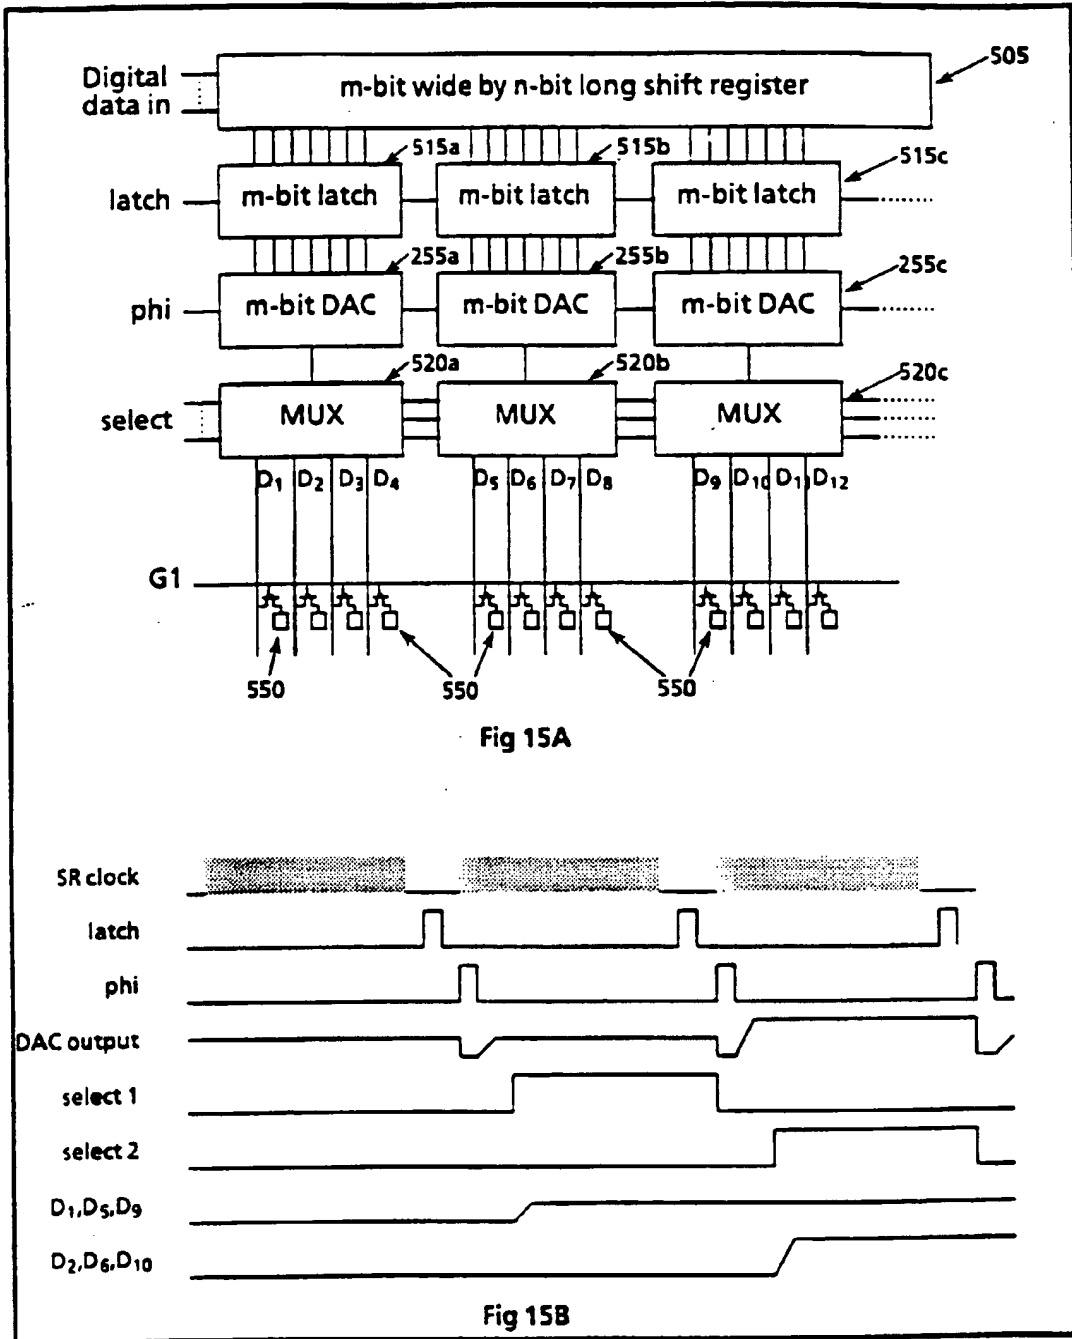 505
Digital
data in
m-bit wide by n-bit long shift register
515a 515b 515c
latch m-bit latch m-bit latch m-bit latch
255a 255b 255c
phi m-bit DAC m-bit DAC m-bit DAC
520a 520b 520c
select MUX MUX MUX
D1 D2 D3 D4 D5 D6 D7 D8 D9 D10 D11 D12
G1
550 550 550
Fig 15A
SR clock
latch
phi
DAC output
select 1
select 2
D1,D5,D9
D2,D6,D10
Fig 15B